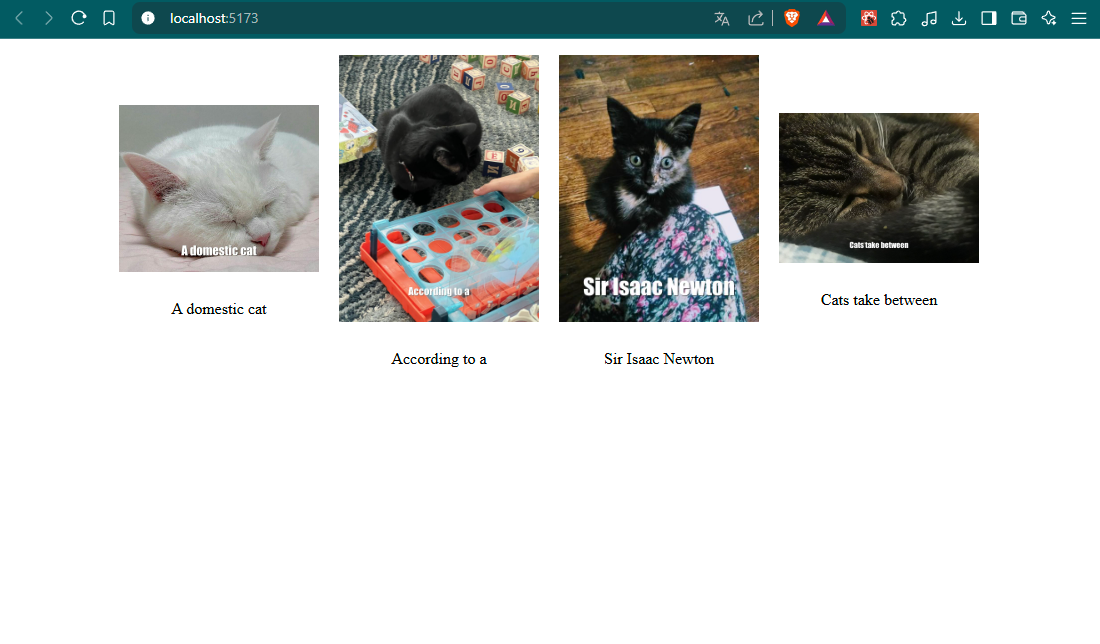 localhost:5173
A domestic cat
According to a
Sir Isaac Newton
Cats take between
A domestic cat
Cats take between
According to a
Sir Isaac Newton